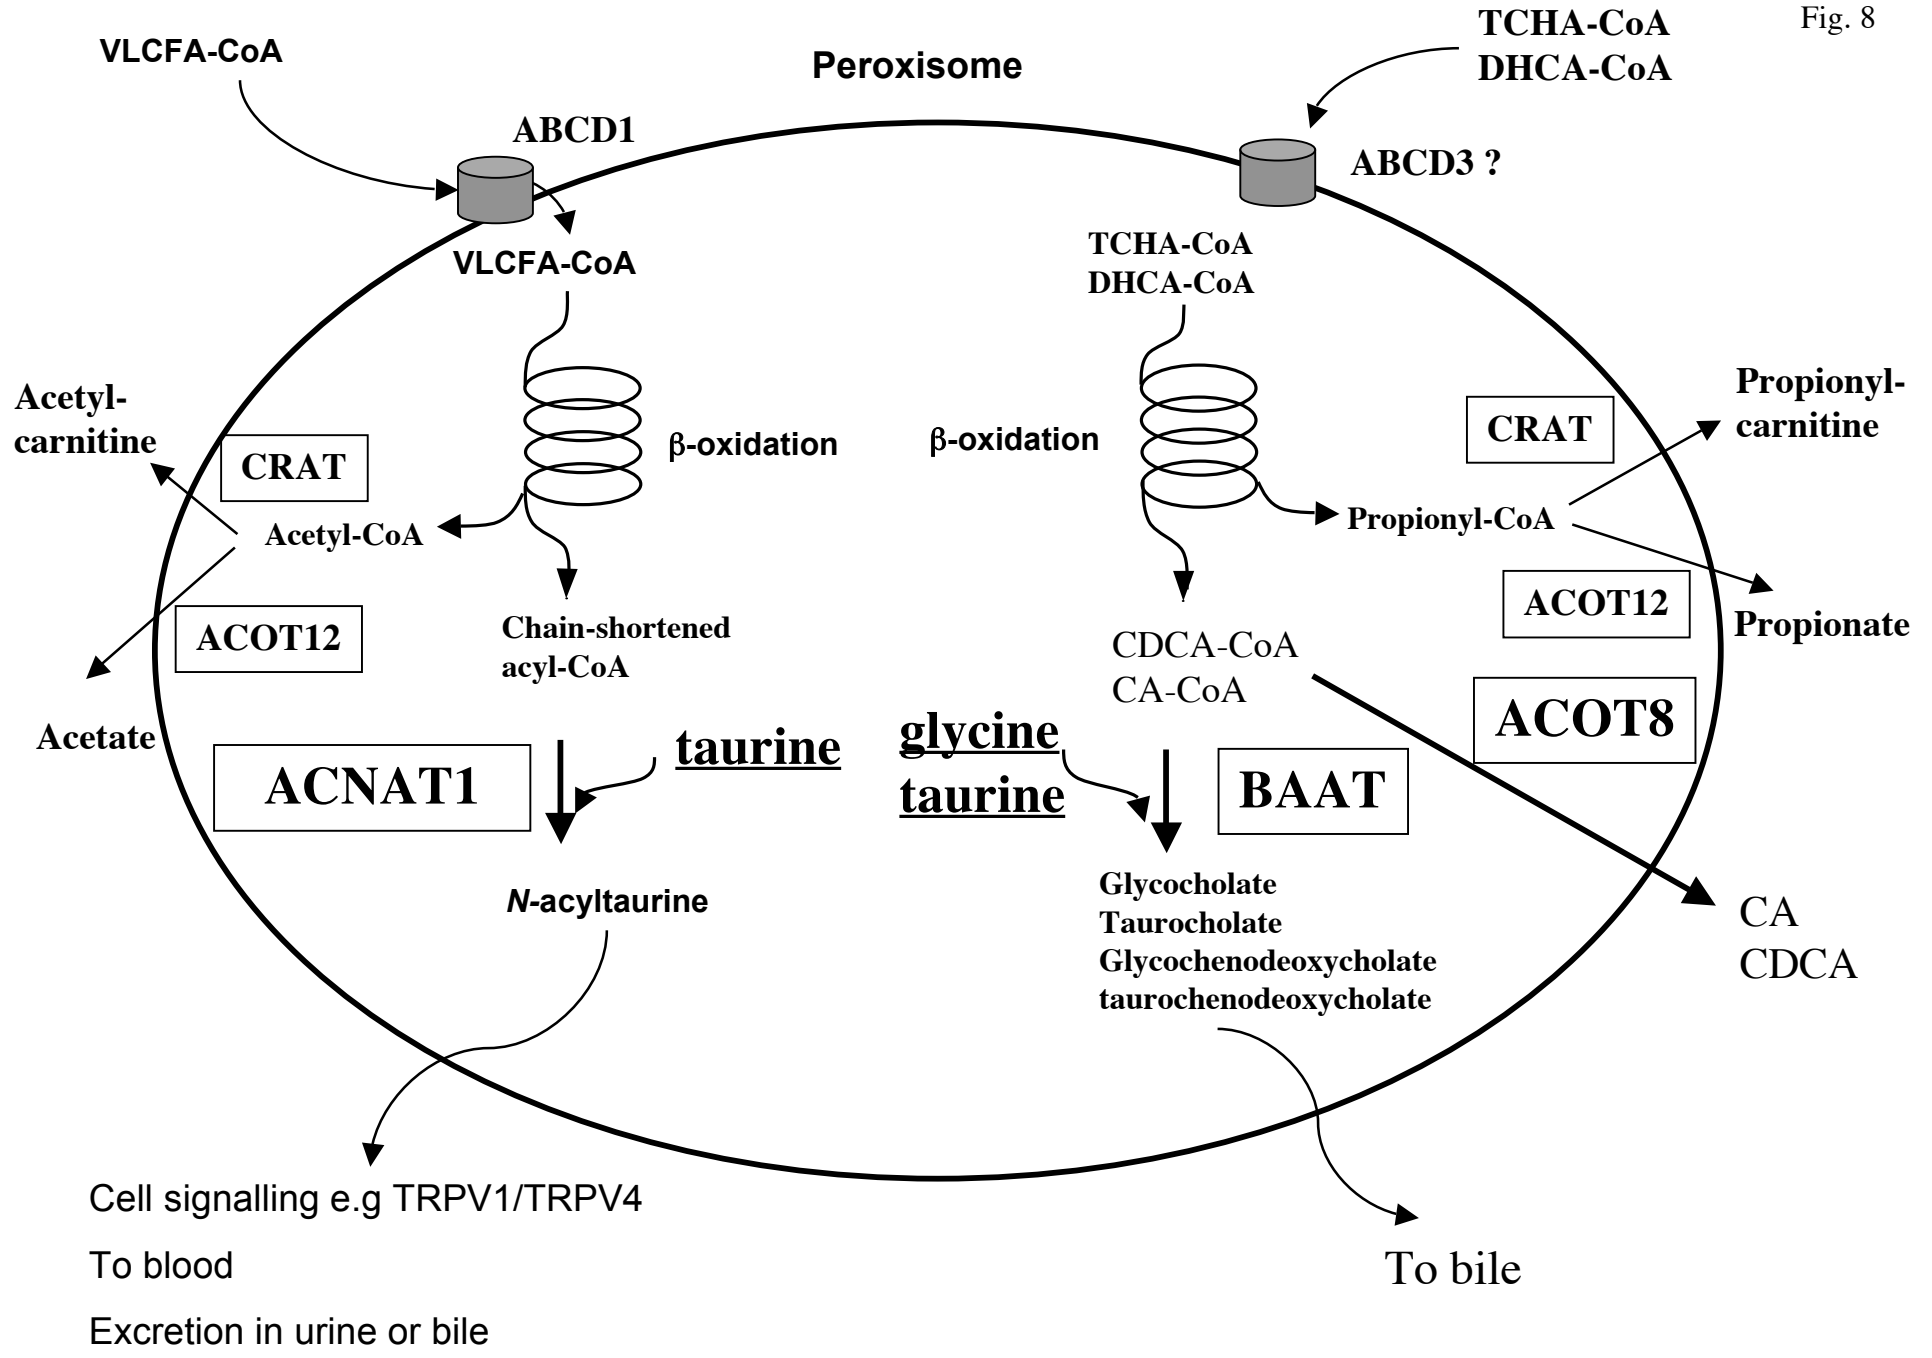 Fig. 8
VLCFA-CoA
Peroxisome
TCHA-CoA
DHCA-CoA
ABCD1
ABCD3 ?
VLCFA-CoA
TCHA-CoA
DHCA-CoA
Acetyl-
carnitine
CRAT
β-oxidation
β-oxidation
CRAT
Propionyl-
carnitine
Acetyl-CoA
Propionyl-CoA
ACOT12
Chain-shortened
acyl-CoA
CDCA-CoA
CA-CoA
ACOT12
Propionate
Acetate
ACNAT1
taurine
glycine
taurine
BAAT
ACOT8
N-acyltaurine
Glycocholate
Taurocholate
Glycochenodeoxycholate
taurochenodeoxycholate
CA
CDCA
Cell signalling e.g TRPV1/TRPV4
To blood
Excretion in urine or bile
To bile